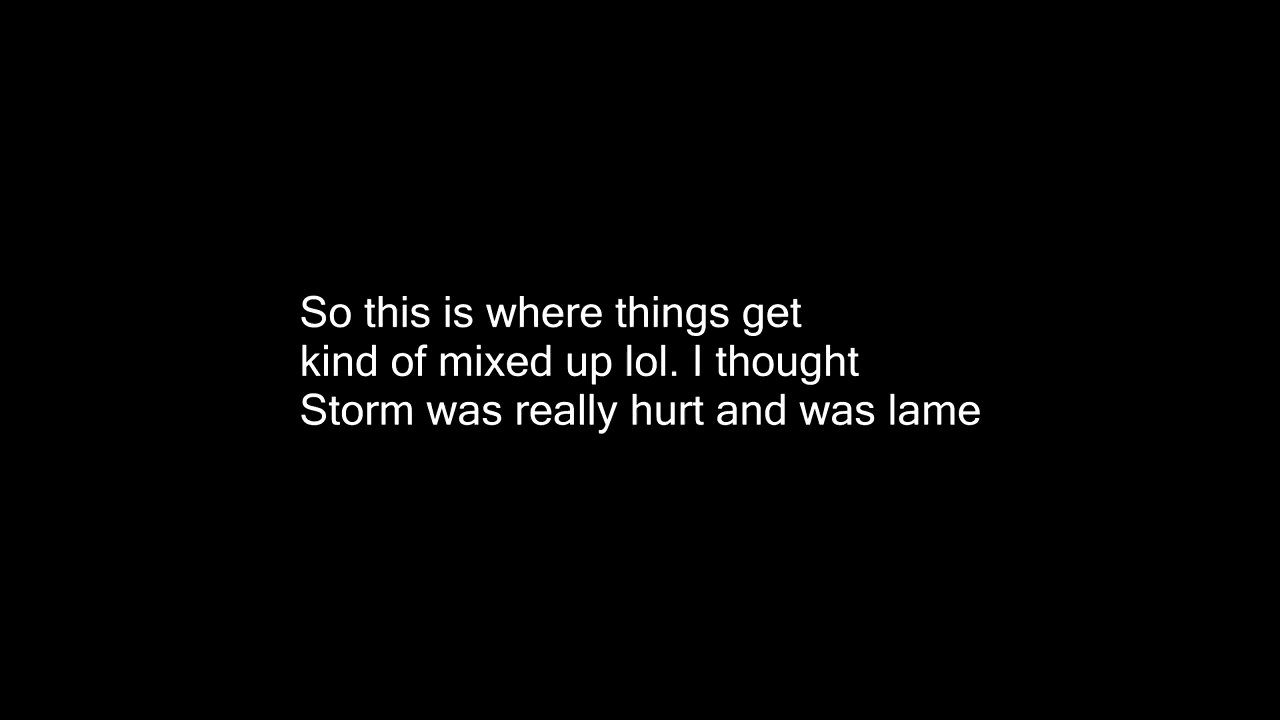 So this is where things get
kind of mixed up lol. I thought
Storm was really hurt and was lame